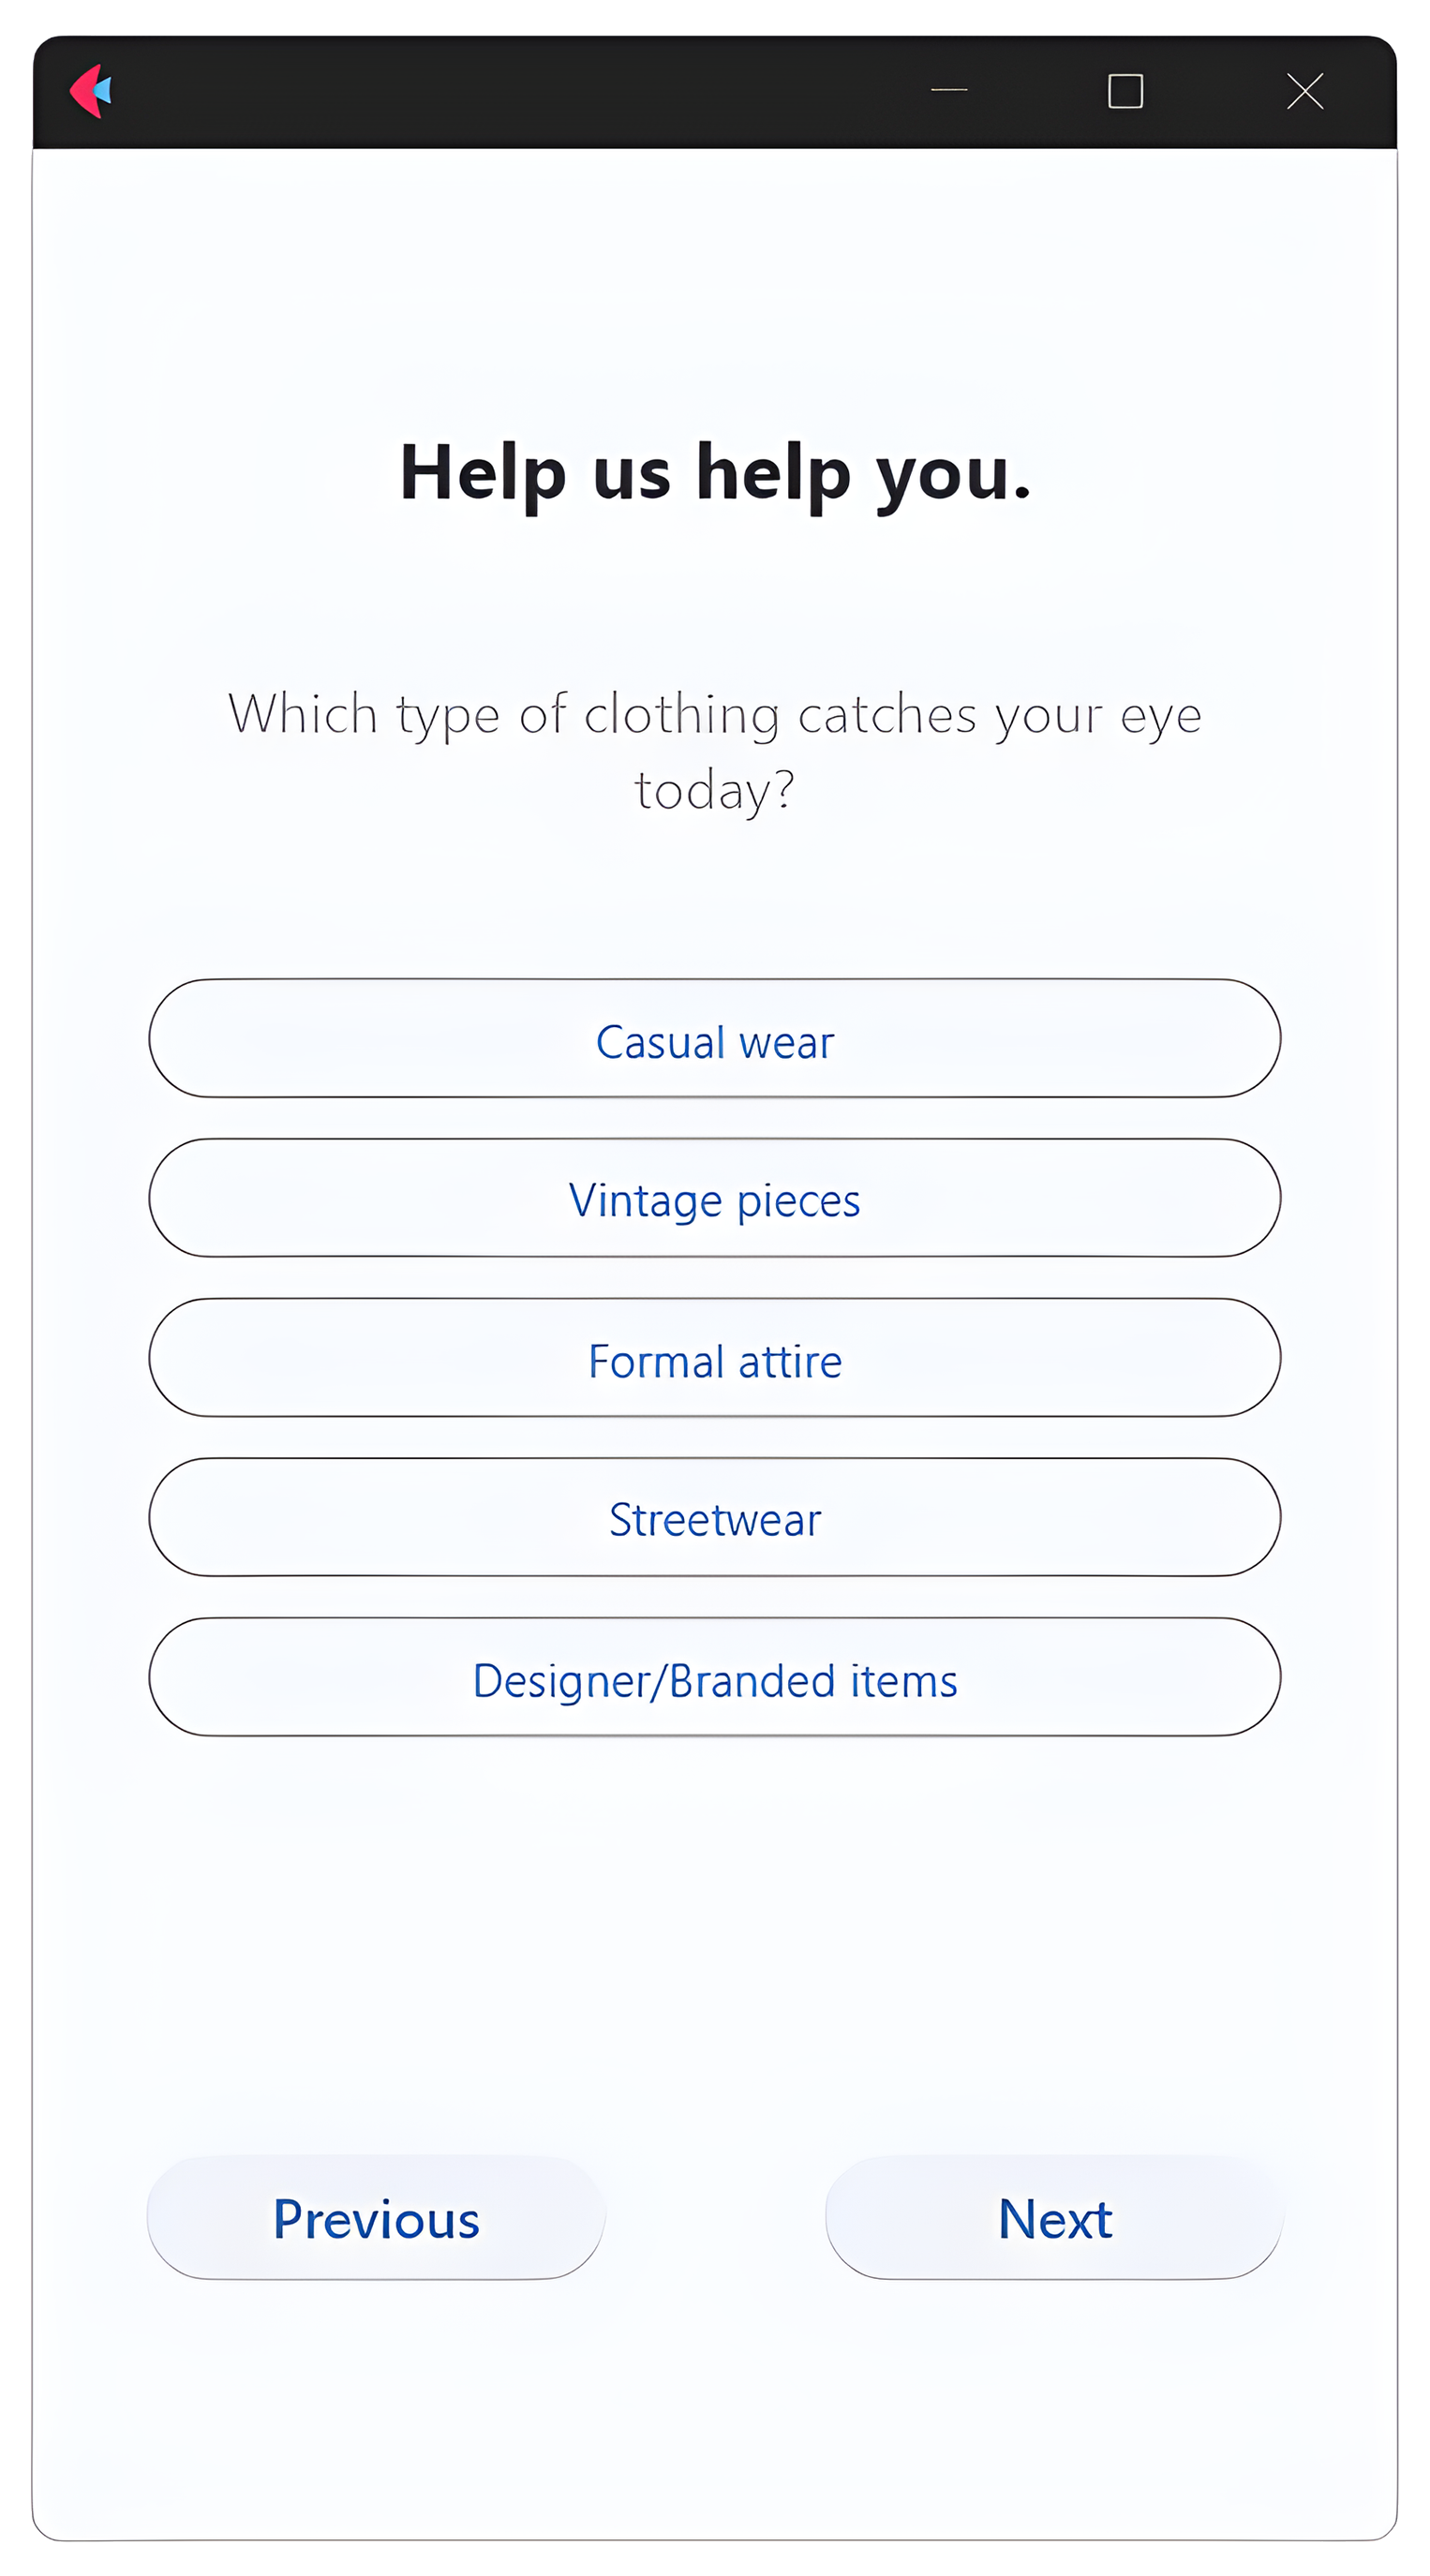 Help us help you.
Which type of clothing catches your eye
today?
Casual wear
Vintage pieces
Formal attire
Streetwear
Designer/Branded items
Previous
Next